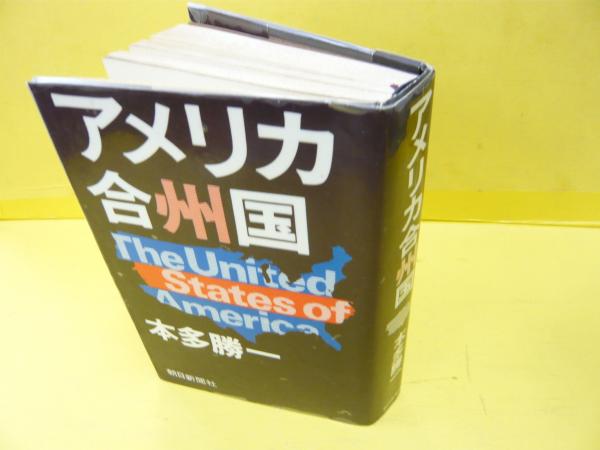 アメリカ
合州国
The United
States of
America
本多勝一
朝日新聞社
アメリカ合州国
本多勝一